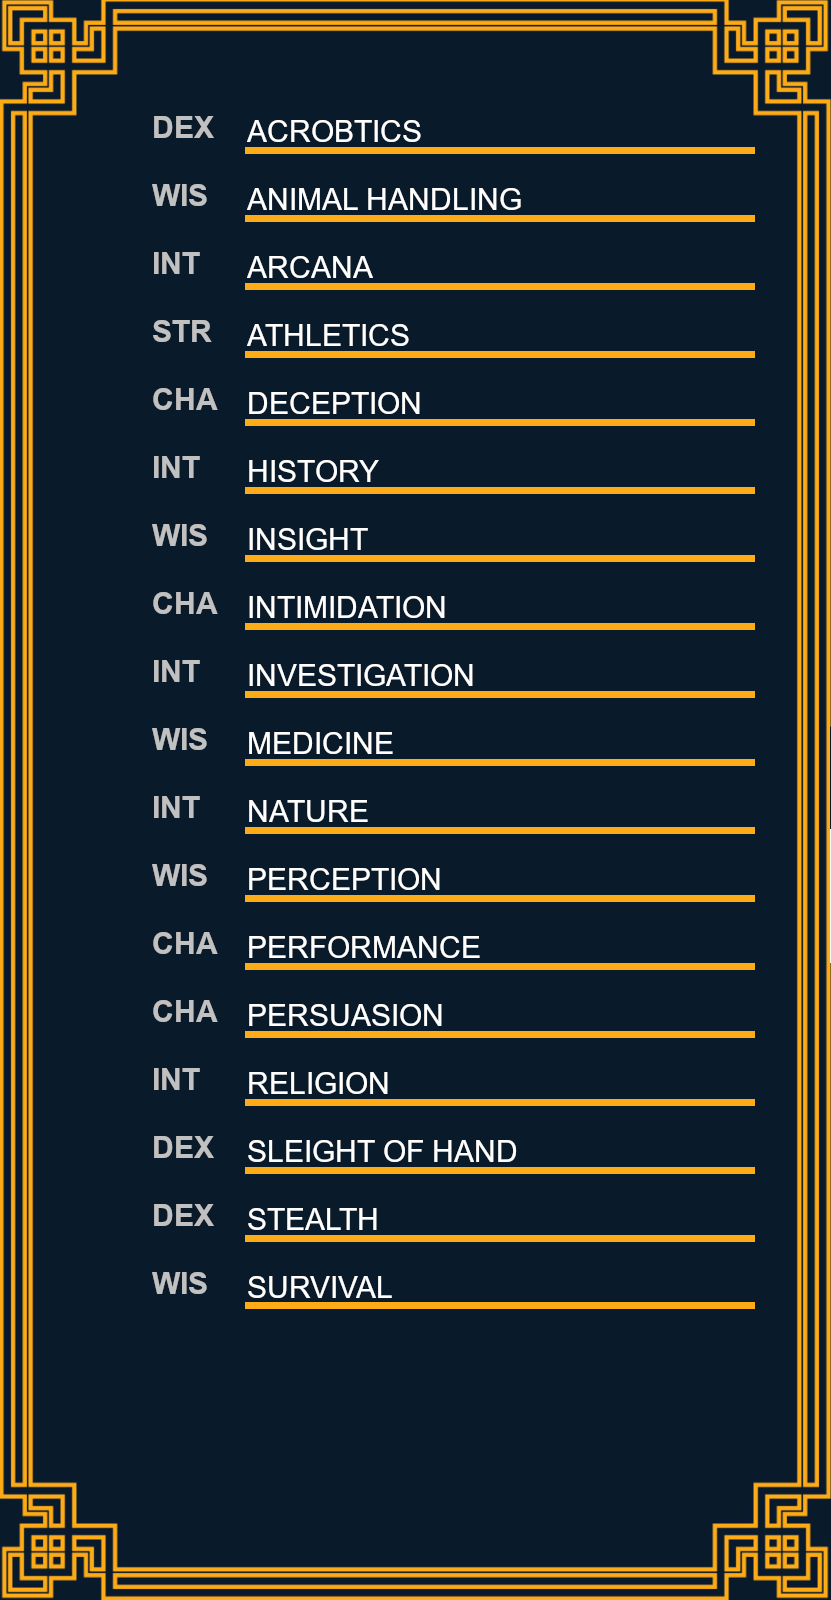 DEX ACROBTICS
WIS ANIMAL HANDLING
INT ARCANA
STR ATHLETICS
CHA DECEPTION
INT HISTORY
WIS INSIGHT
CHA INTIMIDATION
INT INVESTIGATION
WIS MEDICINE
INT NATURE
WIS PERCEPTION
CHA PERFORMANCE
CHA PERSUASION
INT RELIGION
DEX SLEIGHT OF HAND
DEX STEALTH
WIS SURVIVAL